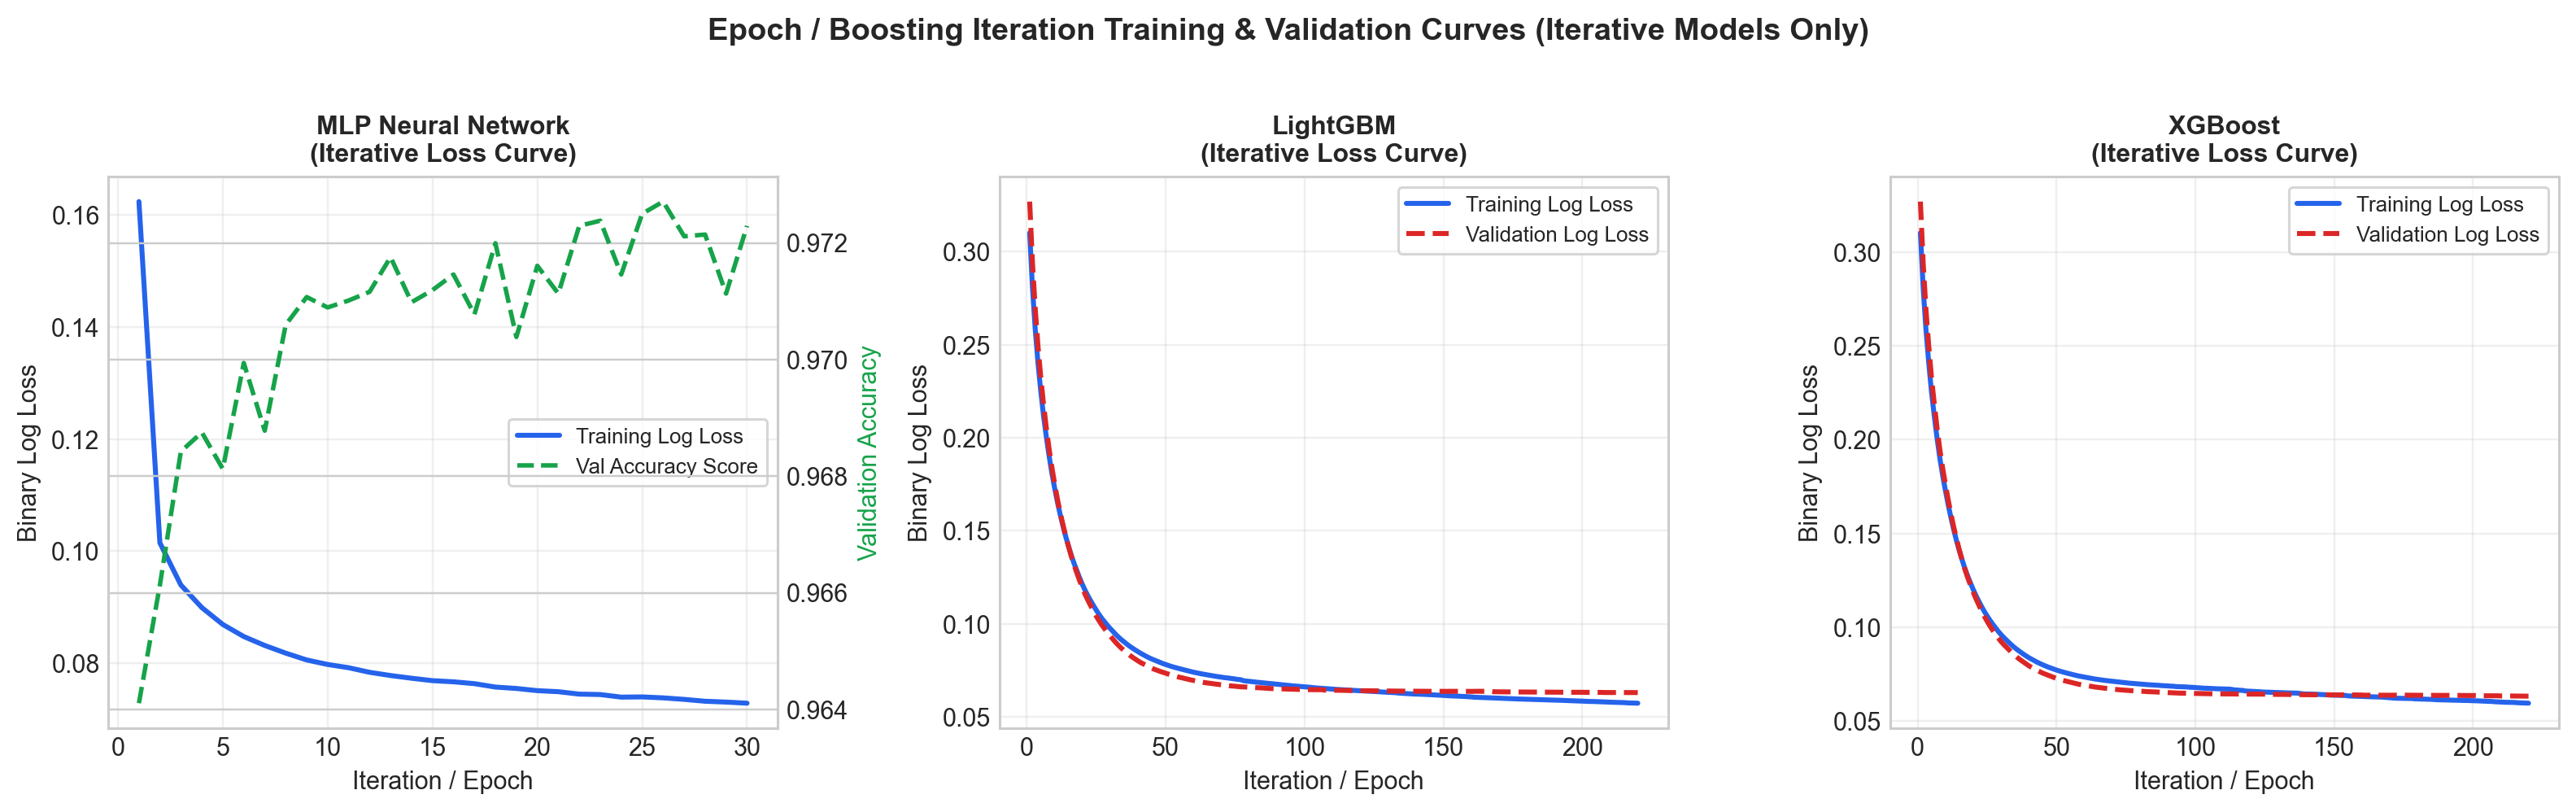 Epoch / Boosting Iteration Training & Validation Curves (Iterative Models Only)
MLP Neural Network
(Iterative Loss Curve)
0.16
0.14
0.12
0.10
0.08
Binary Log Loss
0.972
0.970
0.968
0.966
0.964
Validation Accuracy
Training Log Loss
Val Accuracy Score
0 5 10 15 20 25 30
Iteration / Epoch
LightGBM
(Iterative Loss Curve)
0.30
0.25
0.20
0.15
0.10
0.05
Binary Log Loss
Training Log Loss
Validation Log Loss
0 50 100 150 200
Iteration / Epoch
XGBoost
(Iterative Loss Curve)
0.30
0.25
0.20
0.15
0.10
0.05
Binary Log Loss
Training Log Loss
Validation Log Loss
0 50 100 150 200
Iteration / Epoch